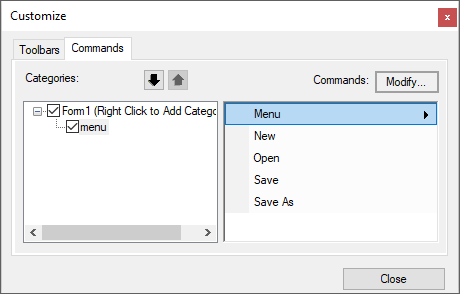 Customize
x
Toolbars
Commands
Categories:
Commands:
Modify...
Form1 (Right Click to Add Catego
menu
Menu
New
Open
Save
Save As
Close